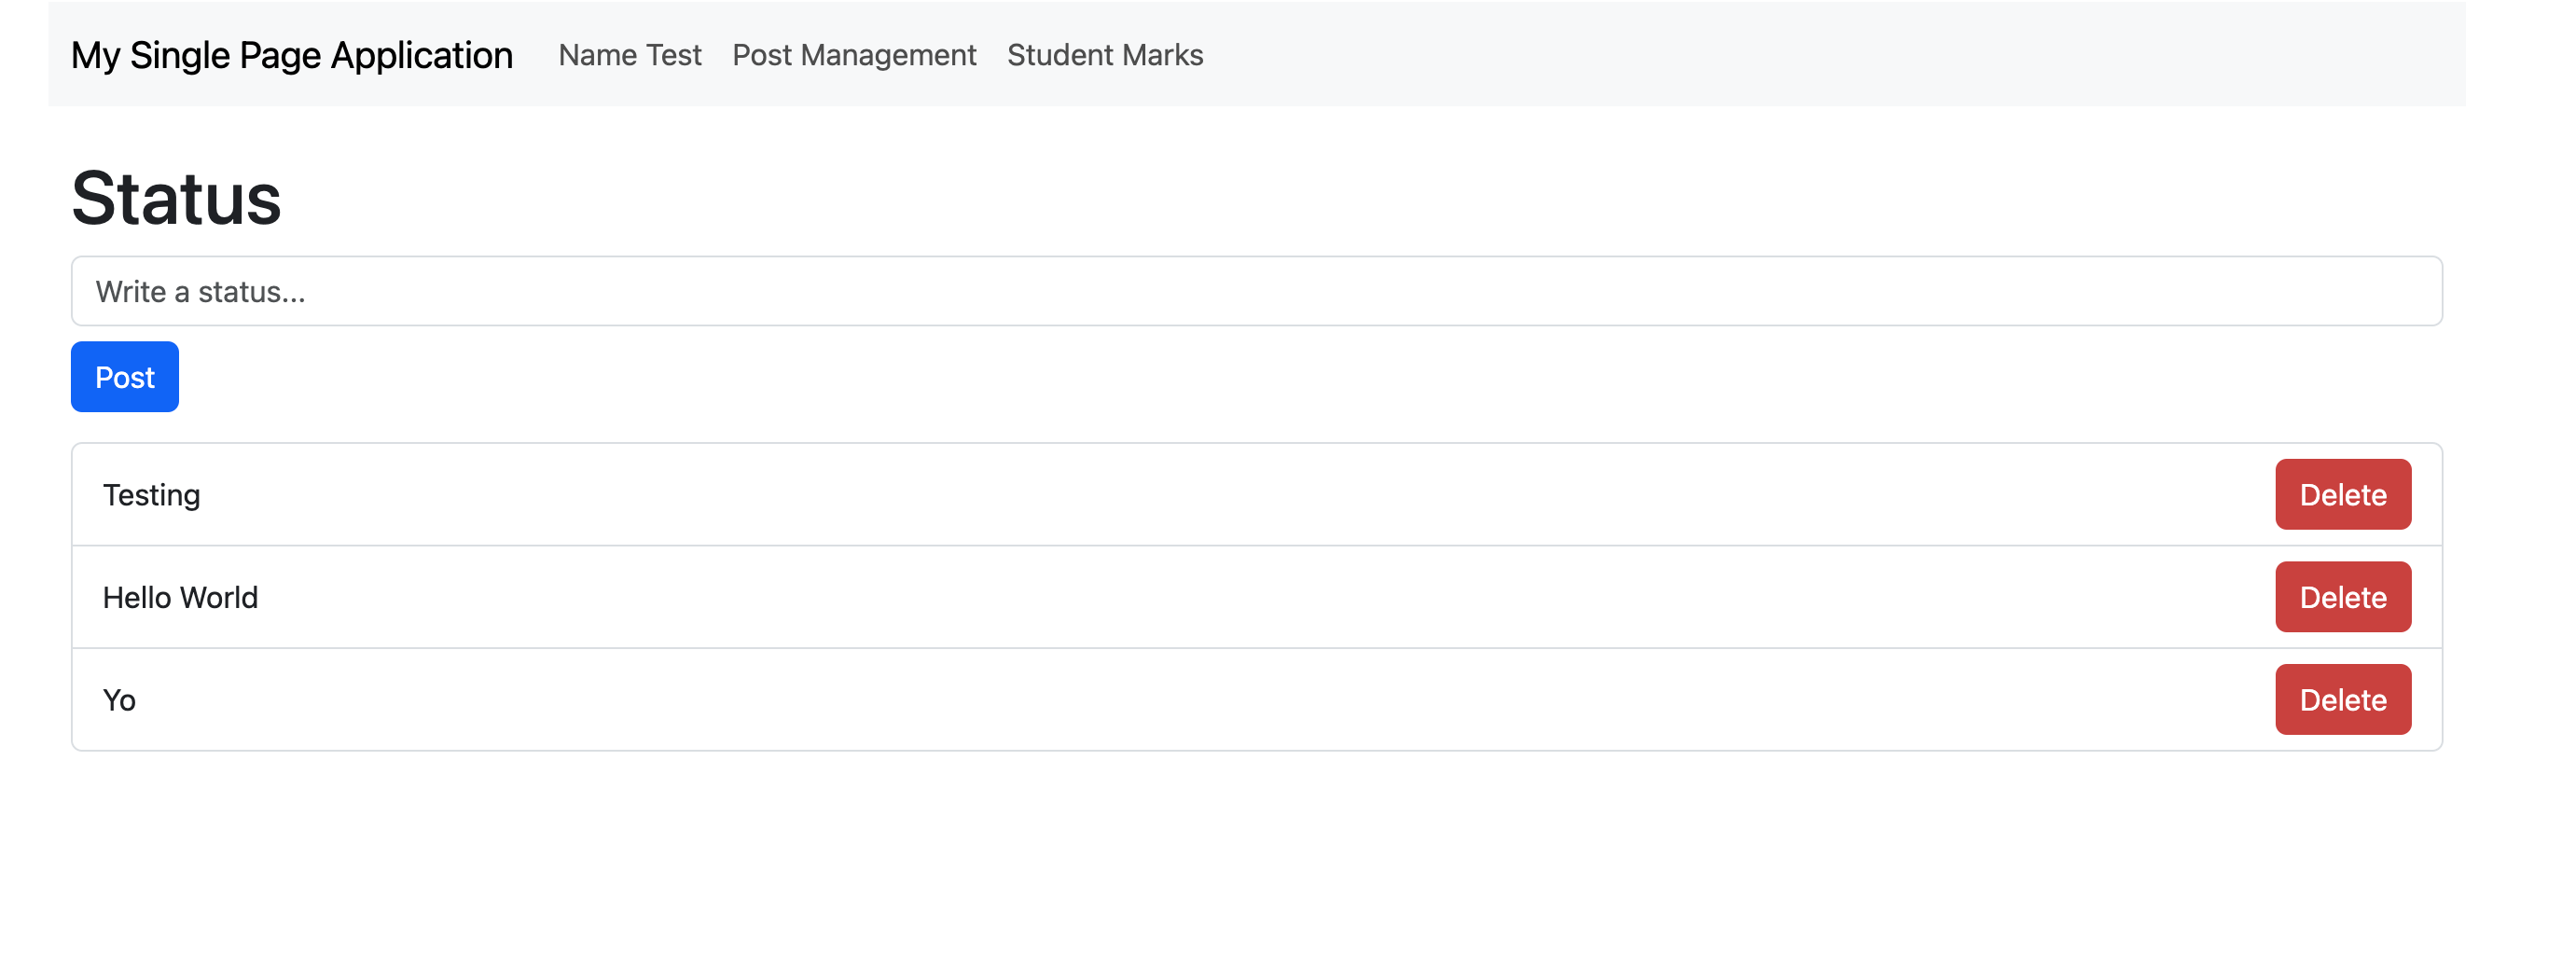 My Single Page Application Name Test Post Management Student Marks
Status
Write a status...
Post
Testing Delete
Hello World Delete
Yo Delete